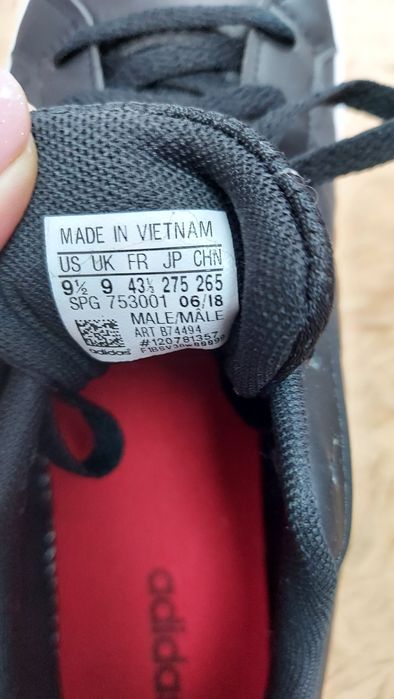 MADE IN VIETNAM
US UK FR JP CHN
9½ 9 43⅓ 275 265
SPG 753001 06/18
MALE/MÂLE
ART B74494
#120781357
adidas
adidas